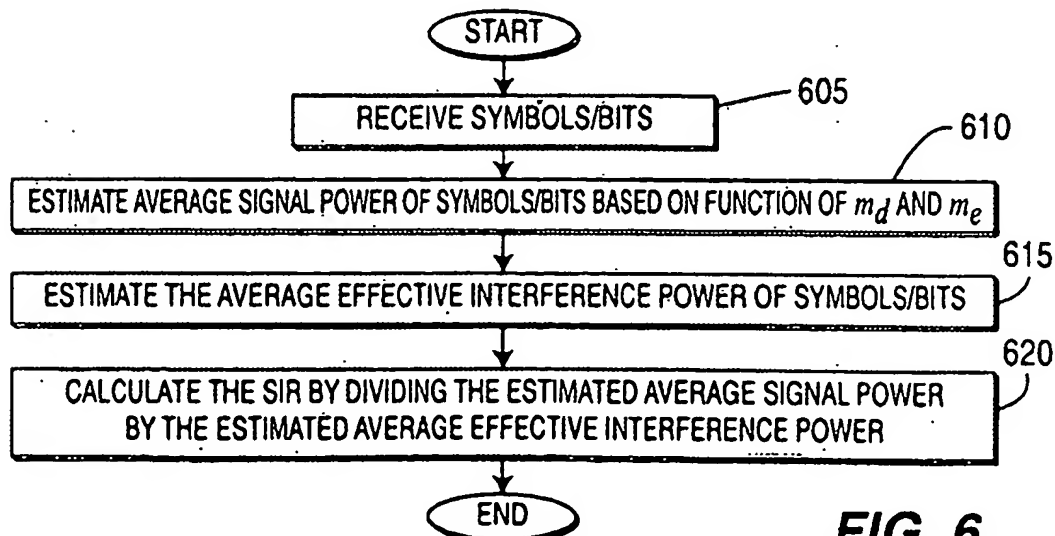 START
RECEIVE SYMBOLS/BITS
605
610
ESTIMATE AVERAGE SIGNAL POWER OF SYMBOLS/BITS BASED ON FUNCTION OF m_d AND m_e
615
ESTIMATE THE AVERAGE EFFECTIVE INTERFERENCE POWER OF SYMBOLS/BITS
620
CALCULATE THE SIR BY DIVIDING THE ESTIMATED AVERAGE SIGNAL POWER
BY THE ESTIMATED AVERAGE EFFECTIVE INTERFERENCE POWER
END
FIG. 6